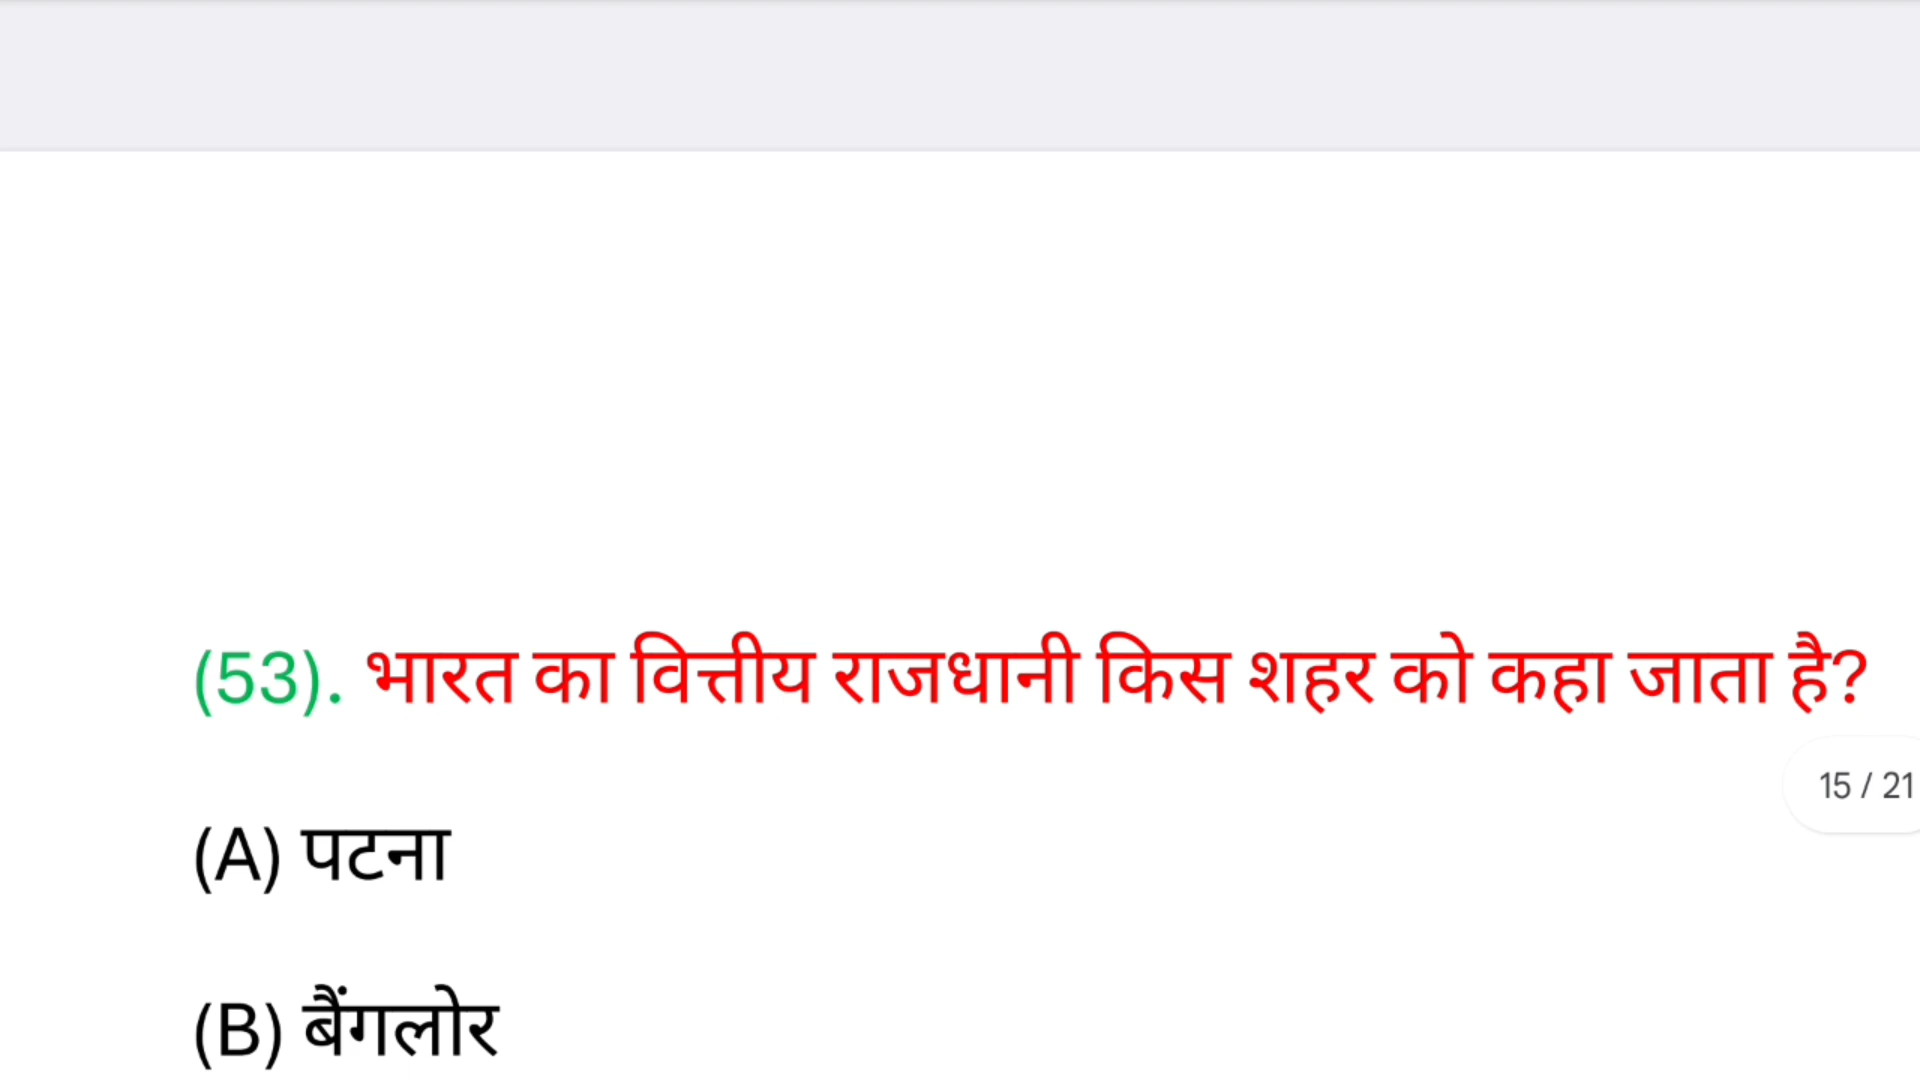 (53). भारत का वित्तीय राजधानी किस शहर को कहा जाता है?
15 / 21
(A) पटना
(B) बैंगलोर